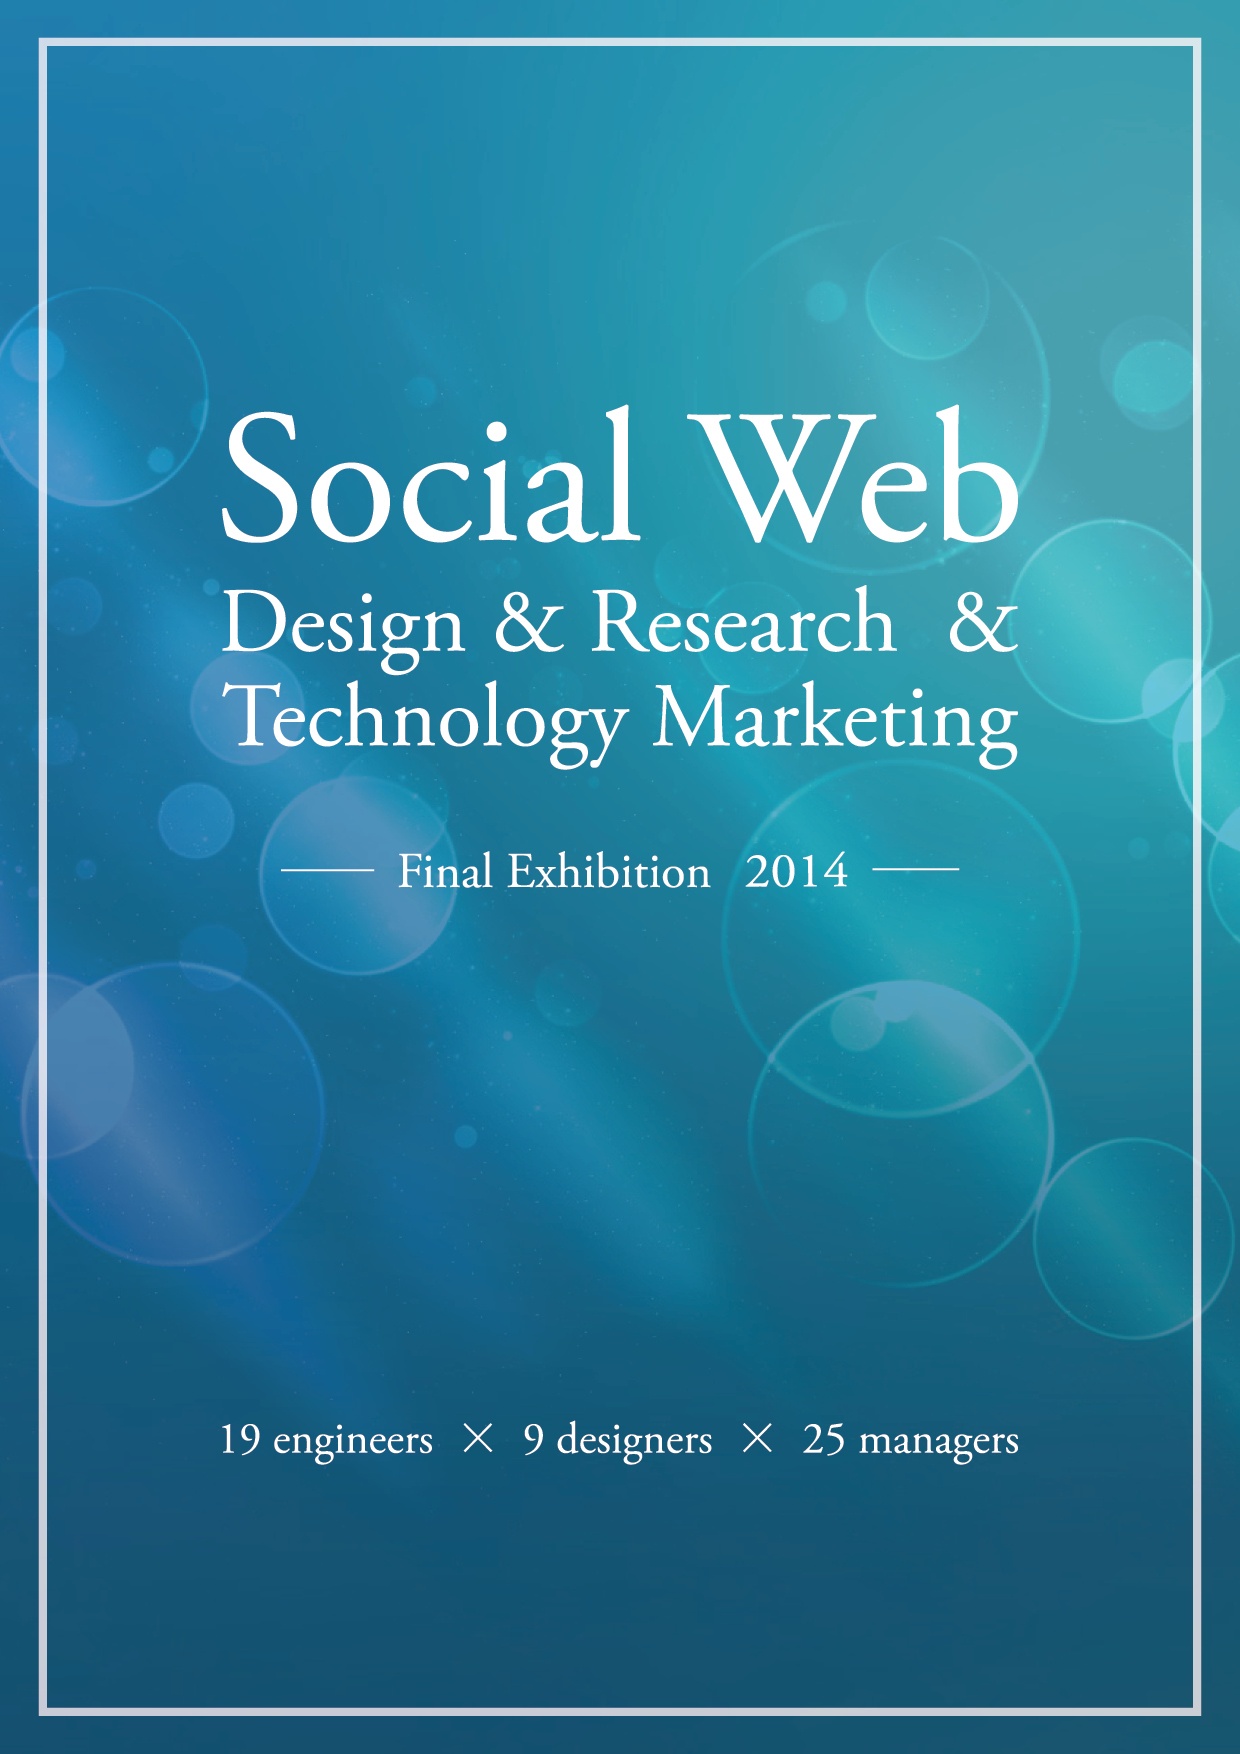 Social Web
Design & Research &
Technology Marketing
Final Exhibition 2014
19 engineers × 9 designers × 25 managers